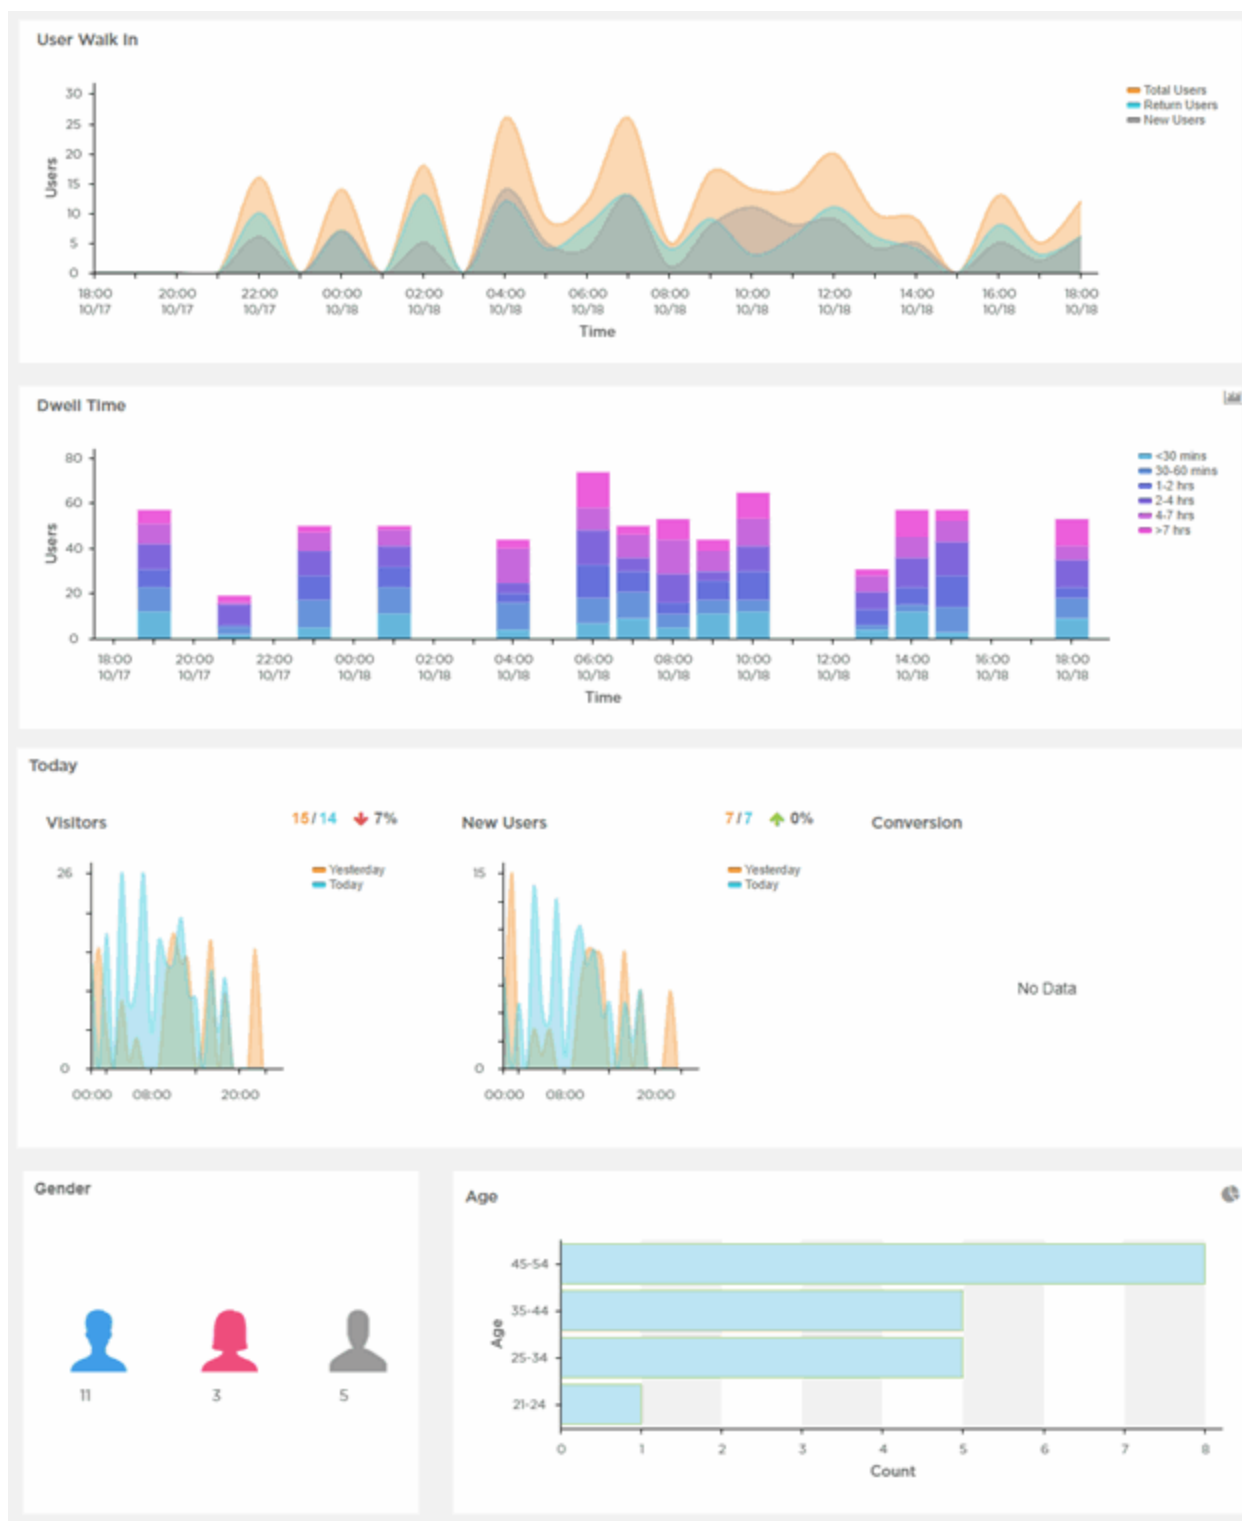 User Walk In
30
25
20
15
10
5
0
Users
Total Users
Return Users
New Users
18:00 20:00 22:00 00:00 02:00 04:00 06:00 08:00 10:00 12:00 14:00 16:00 18:00
10/17 10/17 10/17 10/18 10/18 10/18 10/18 10/18 10/18 10/18 10/18 10/18 10/18
Time
Dwell Time
80
60
40
20
0
Users
<30 mins
30-60 mins
1-2 hrs
2-4 hrs
4-7 hrs
>7 hrs
18:00 20:00 22:00 00:00 02:00 04:00 06:00 08:00 10:00 12:00 14:00 16:00 18:00
10/17 10/17 10/17 10/18 10/18 10/18 10/18 10/18 10/18 10/18 10/18 10/18 10/18
Time
Today
Visitors
15/14 7%
Yesterday
Today
26
0
00:00 08:00 20:00
New Users
7/7 0%
Yesterday
Today
15
0
00:00 08:00 20:00
Conversion
No Data
Gender
11 3 5
Age
Age
45-54
35-44
25-34
21-24
0 1 2 3 4 5 6 7 8
Count